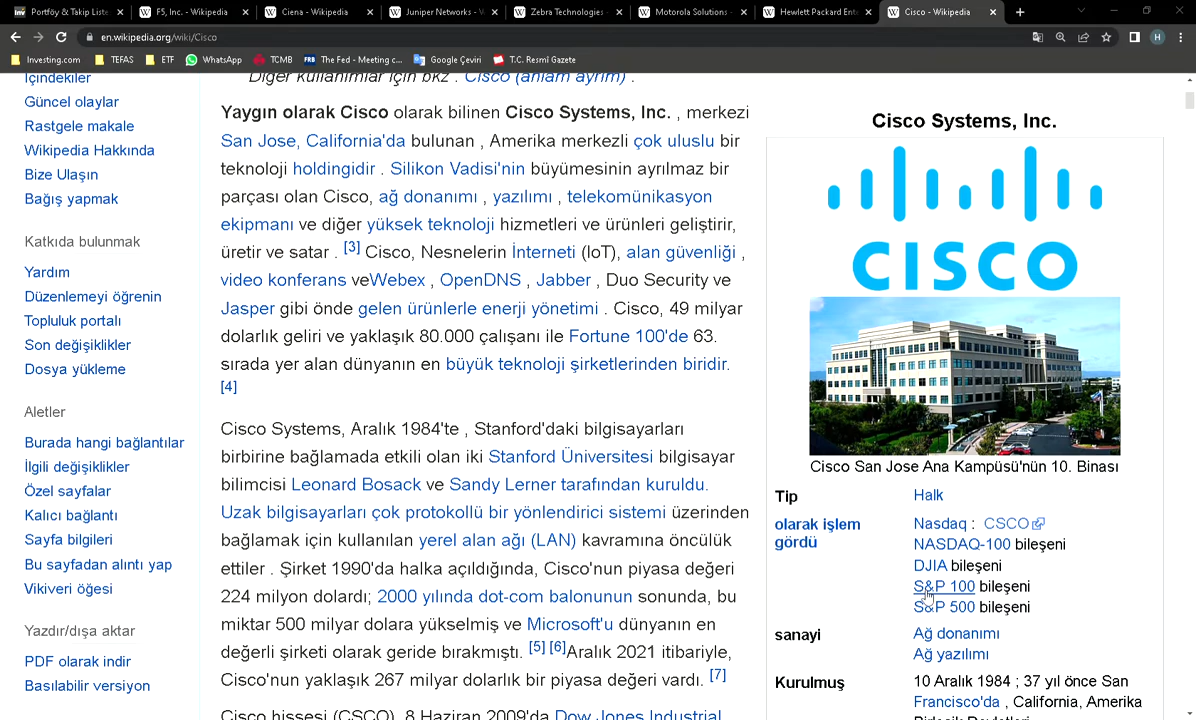 Portföy & Takip Liste
F5, Inc. - Wikipedia
Ciena - Wikipedia
Juniper Networks - W
Zebra Technologies
Motorola Solutions -
Hewlett Packard Ent
Cisco - Wikipedia
en.wikipedia.org/wiki/Cisco
H
Investing.com
TEFAS
ETF
WhatsApp
TCMB
The Fed - Meeting c...
Google Çeviri
T.C. Resmî Gazete
İçindekiler
Güncel olaylar
Rastgele makale
Wikipedia Hakkında
Bize Ulaşın
Bağış yapmak
Katkıda bulunmak
Yardım
Düzenlemeyi öğrenin
Topluluk portalı
Son değişiklikler
Dosya yükleme
Aletler
Burada hangi bağlantılar
İlgili değişiklikler
Özel sayfalar
Kalıcı bağlantı
Sayfa bilgileri
Bu sayfadan alıntı yap
Vikiveri öğesi
Yazdır/dışa aktar
PDF olarak indir
Basılabilir versiyon
Diğer kullanımlar için bkz . Cisco (anlam ayrım) .
Yaygın olarak Cisco olarak bilinen Cisco Systems, Inc. , merkezi
San Jose, California'da bulunan , Amerika merkezli çok uluslu bir
teknoloji holdingidir . Silikon Vadisi'nin büyümesinin ayrılmaz bir
parçası olan Cisco, ağ donanımı , yazılımı , telekomünikasyon
ekipmanı ve diğer yüksek teknoloji hizmetleri ve ürünleri geliştirir,
üretir ve satar . [3] Cisco, Nesnelerin İnterneti (IoT), alan güvenliği ,
video konferans veWebex , OpenDNS , Jabber , Duo Security ve
Jasper gibi önde gelen ürünlerle enerji yönetimi . Cisco, 49 milyar
dolarlık geliri ve yaklaşık 80.000 çalışanı ile Fortune 100'de 63.
sırada yer alan dünyanın en büyük teknoloji şirketlerinden biridir.
[4]
Cisco Systems, Aralık 1984'te , Stanford'daki bilgisayarları
birbirine bağlamada etkili olan iki Stanford Üniversitesi bilgisayar
bilimcisi Leonard Bosack ve Sandy Lerner tarafından kuruldu.
Uzak bilgisayarları çok protokollü bir yönlendirici sistemi üzerinden
bağlamak için kullanılan yerel alan ağı (LAN) kavramına öncülük
ettiler . Şirket 1990'da halka açıldığında, Cisco'nun piyasa değeri
224 milyon dolardı; 2000 yılında dot-com balonunun sonunda, bu
miktar 500 milyar dolara yükselmiş ve Microsoft'u dünyanın en
değerli şirketi olarak geride bırakmıştı. [5] [6]Aralık 2021 itibariyle,
Cisco'nun yaklaşık 267 milyar dolarlık bir piyasa değeri vardı. [7]
Cisco hissesi (CSCO), 8 Haziran 2009'da Dow Jones Industrial
Cisco Systems, Inc.
CISCO
Cisco San Jose Ana Kampüsü'nün 10. Binası
Tip Halk
olarak işlem gördü Nasdaq : CSCO
NASDAQ-100 bileşeni
DJIA bileşeni
S&P 100 bileşeni
S&P 500 bileşeni
sanayi Ağ donanımı
Ağ yazılımı
Kurulmuş 10 Aralık 1984 ; 37 yıl önce San
Francisco'da , California, Amerika
Birleşik Devletleri